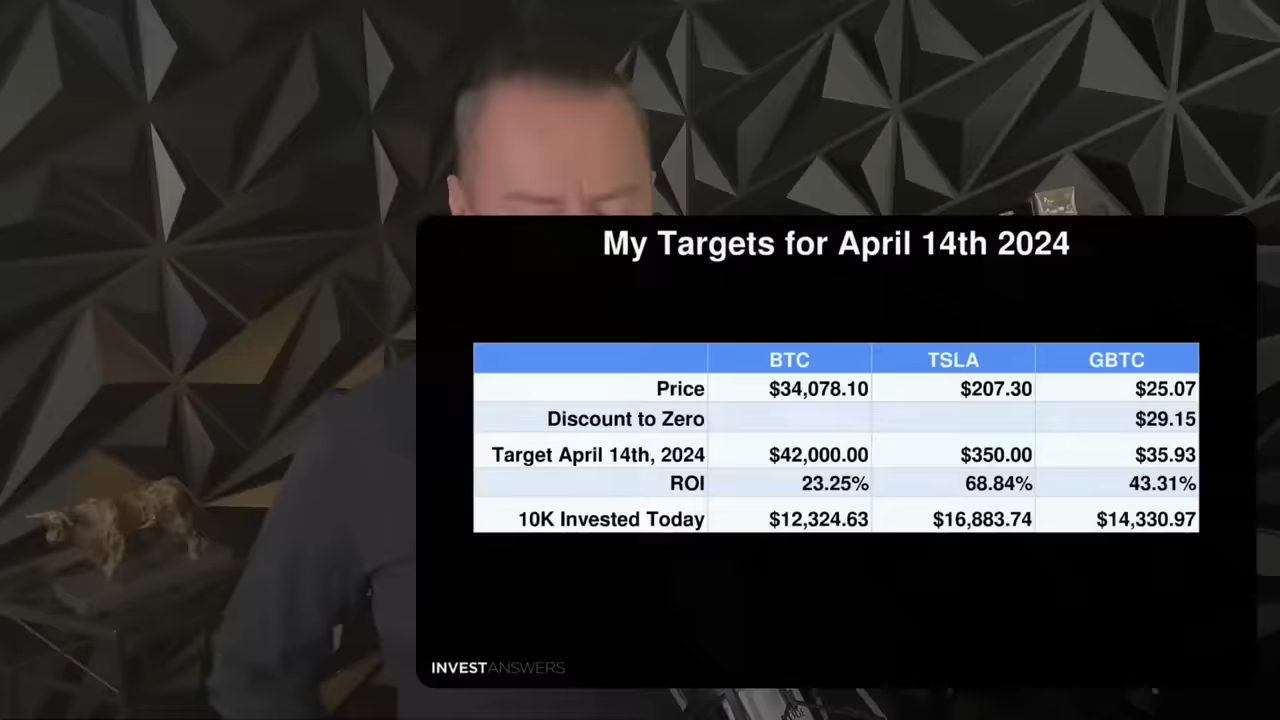 My Targets for April 14th 2024
BTC TSLA GBTC
Price $34,078.10 $207.30 $25.07
Discount to Zero $29.15
Target April 14th, 2024 $42,000.00 $350.00 $35.93
ROI 23.25% 68.84% 43.31%
10K Invested Today $12,324.63 $16,883.74 $14,330.97
INVESTANSWERS